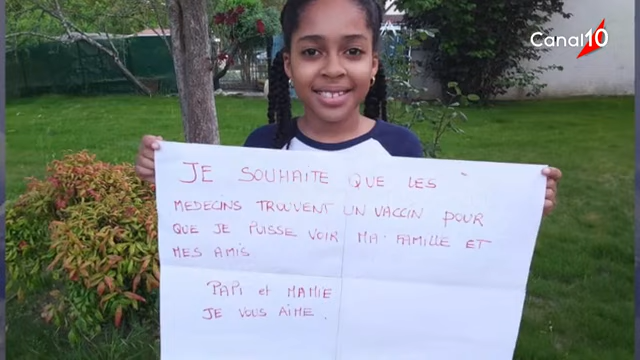 Canal10
JE SOUHAITE QUE LES
MEDECINS TROUVENT UN VACCIN POUR
QUE JE PUISSE VOIR MA FAMILLE ET
MES AMIS
PAPI et MAMIE
JE VOUS AIME.